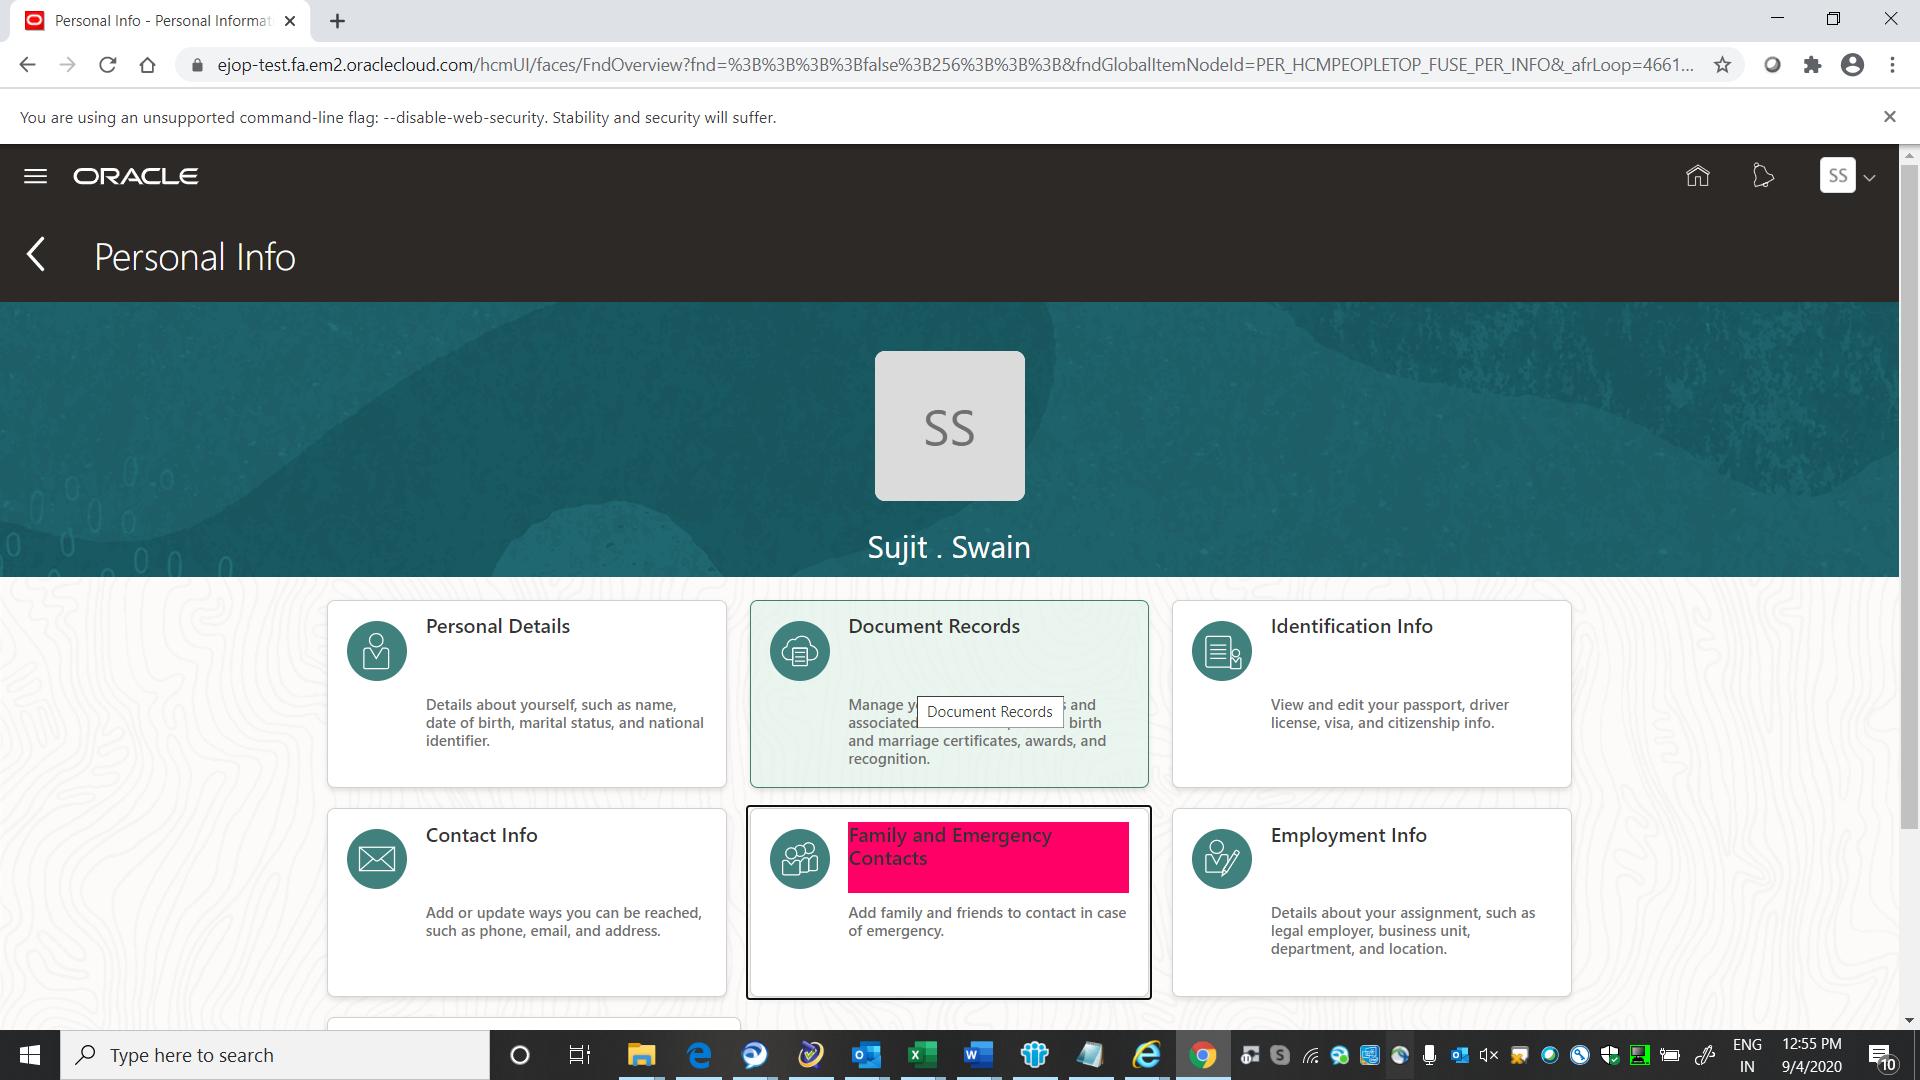 Personal Info - Personal Informat
ejop-test.fa.em2.oraclecloud.com/hcmUI/faces/FndOverview?fnd=%3B%3B%3B%3Bfalse%3B256%3B%3B%3B&fndGlobalItemNodeId=PER_HCMPEOPLETOP_FUSE_PER_INFO&_afrLoop=4661...
You are using an unsupported command-line flag: --disable-web-security. Stability and security will suffer.
ORACLE
SS
Personal Info
SS
Sujit . Swain
Personal Details
Details about yourself, such as name,
date of birth, marital status, and national
identifier.
Document Records
Manage y s and
associated birth
and marriage certificates, awards, and
recognition.
Document Records
Identification Info
View and edit your passport, driver
license, visa, and citizenship info.
Contact Info
Add or update ways you can be reached,
such as phone, email, and address.
Family and Emergency
Contacts
Add family and friends to contact in case
of emergency.
Employment Info
Details about your assignment, such as
legal employer, business unit,
department, and location.
Type here to search
ENG
IN
12:55 PM
9/4/2020
10